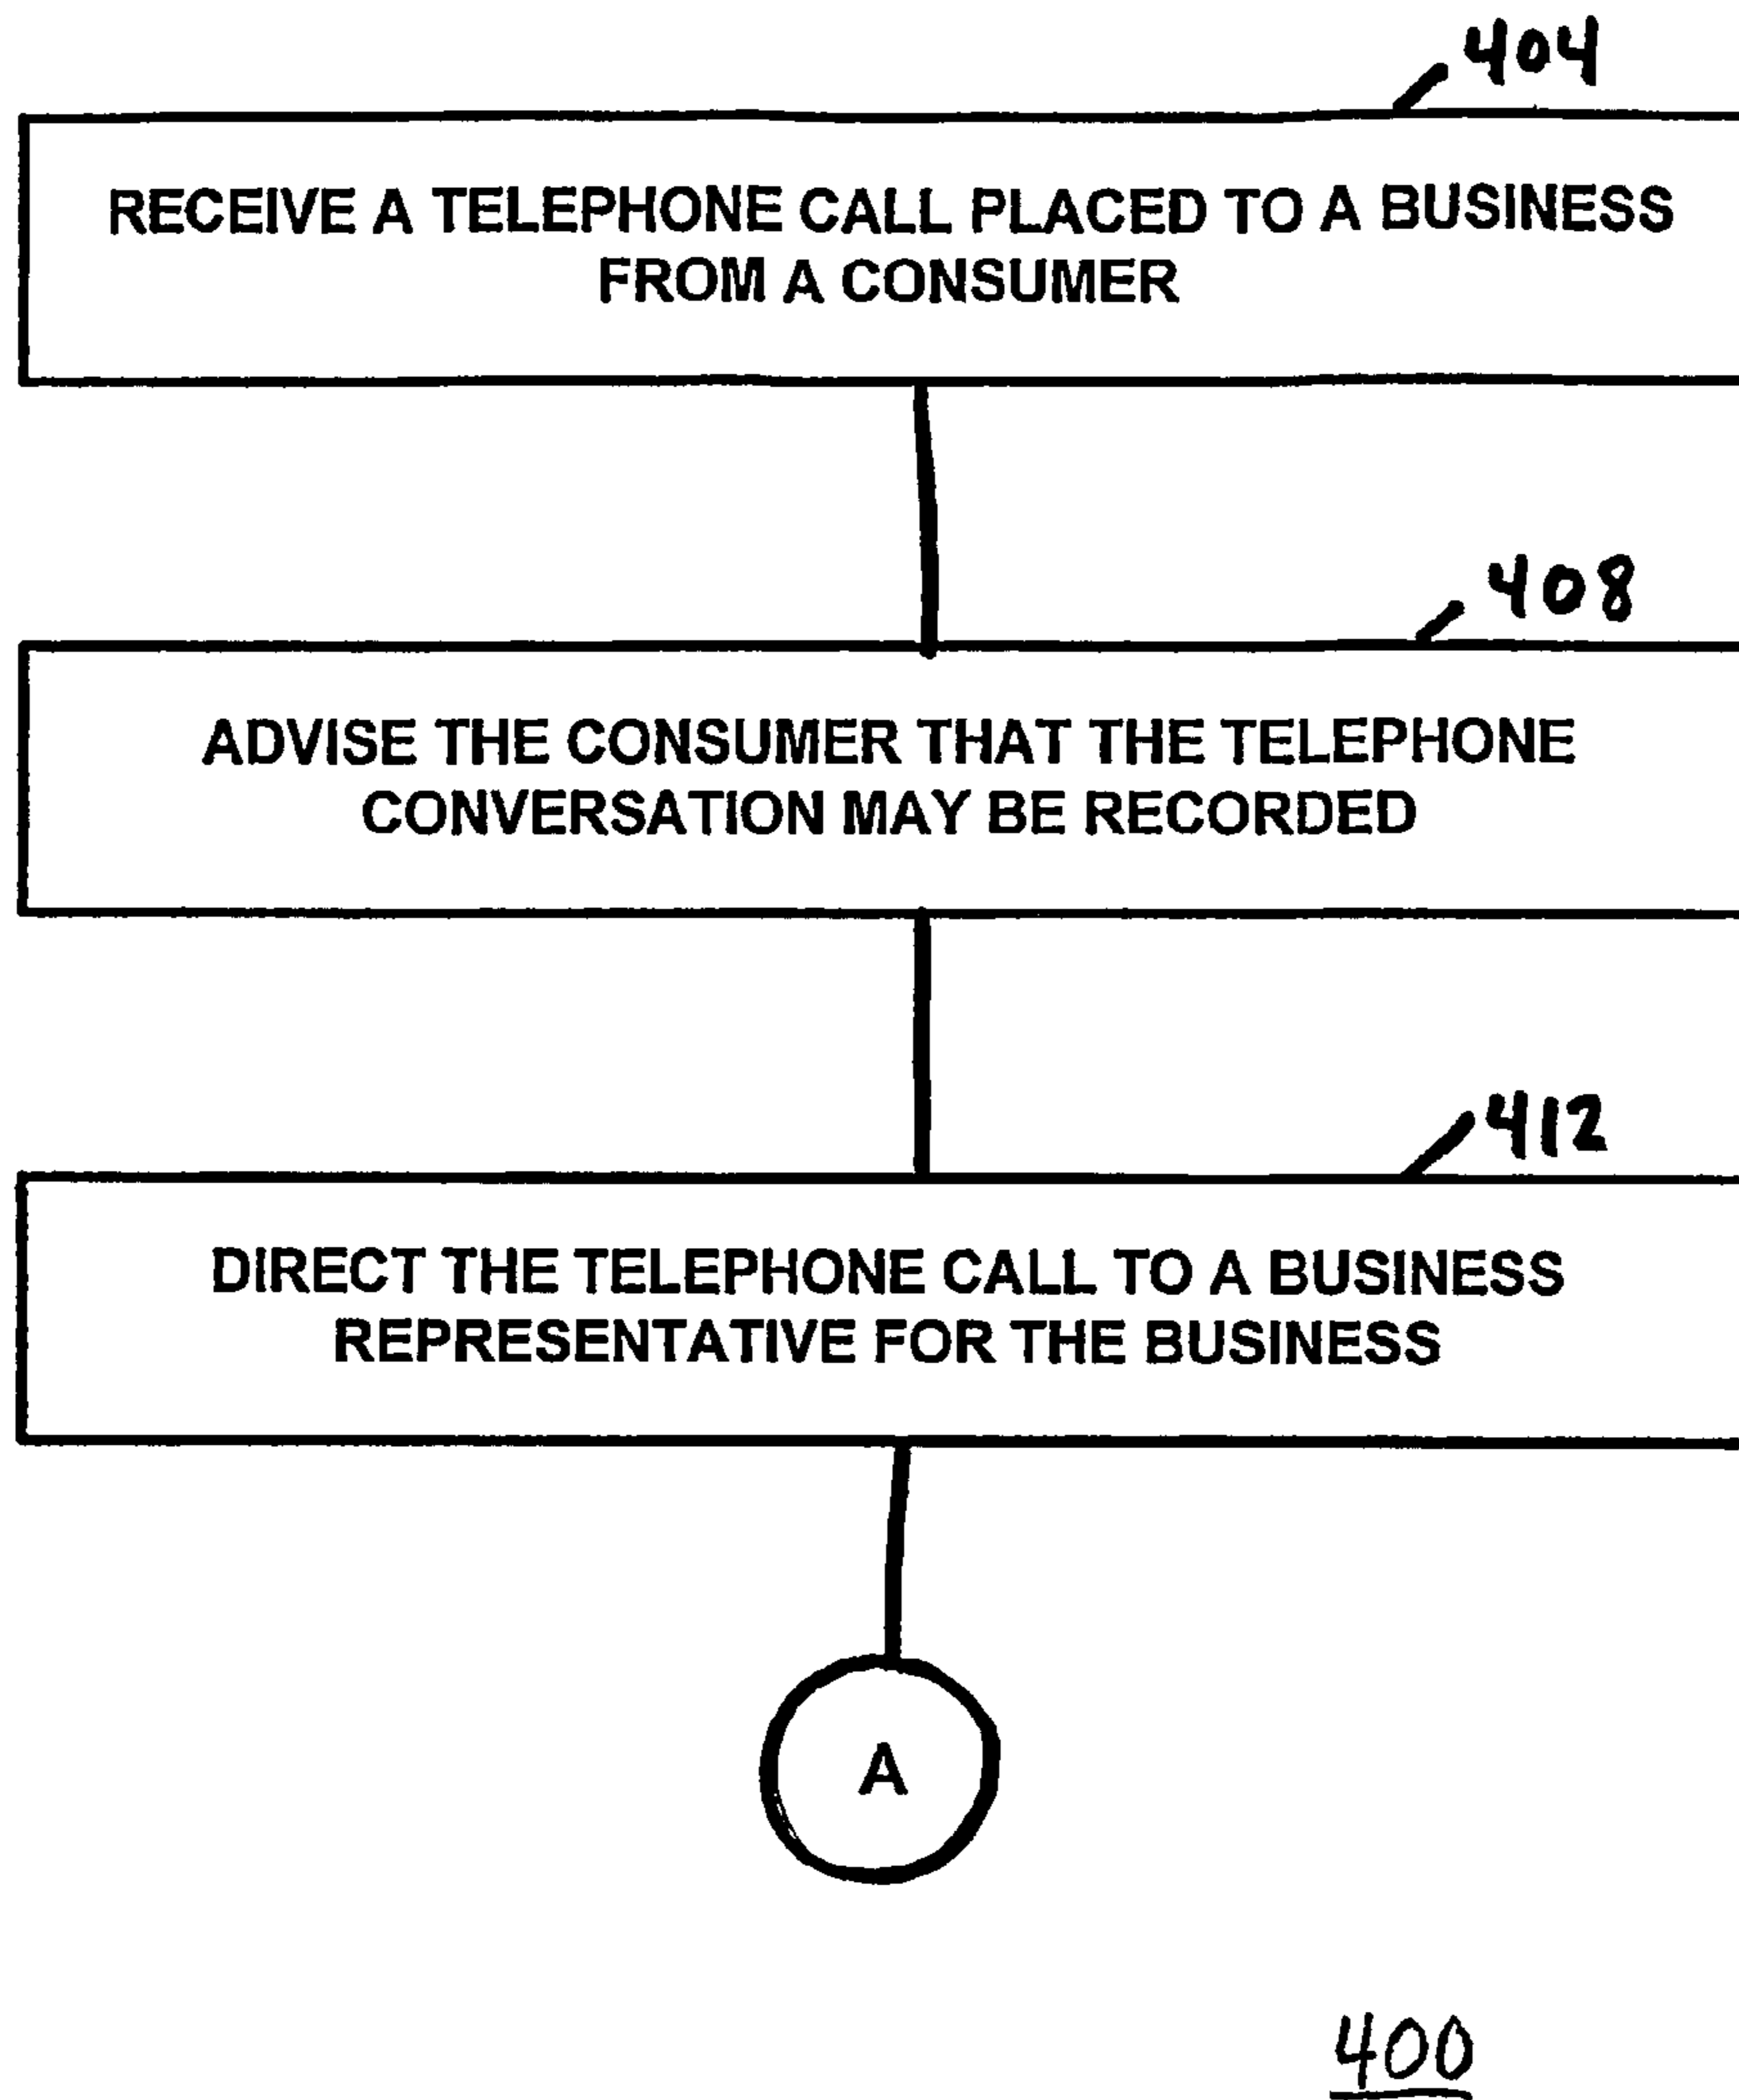 404
RECEIVE A TELEPHONE CALL PLACED TO A BUSINESS
FROM A CONSUMER
408
ADVISE THE CONSUMER THAT THE TELEPHONE
CONVERSATION MAY BE RECORDED
412
DIRECT THE TELEPHONE CALL TO A BUSINESS
REPRESENTATIVE FOR THE BUSINESS
A
400